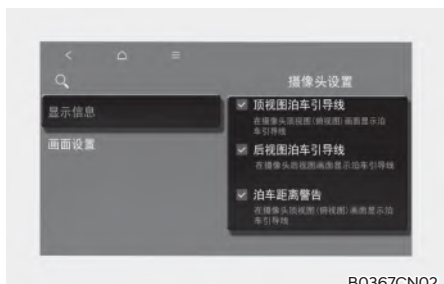 摄像头设置
显示信息
画面设置
顶视图泊车引导线
在摄像头顶视图(俯视图)画面显示泊
车引导线
后视图泊车引导线
在摄像头后视图画面显示泊车引导线
泊车距离警告
在摄像头顶视图(俯视图)画面显示泊
车引导线
B0367CN02